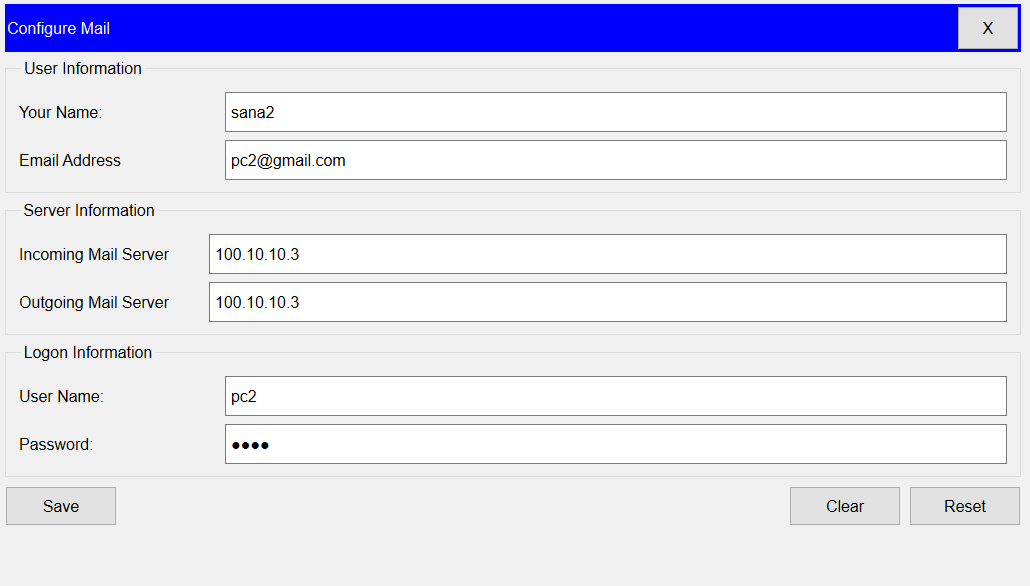 Configure Mail X
User Information
Your Name: sana2
Email Address pc2@gmail.com
Server Information
Incoming Mail Server 100.10.10.3
Outgoing Mail Server 100.10.10.3
Logon Information
User Name: pc2
Password: ●●●●
Save Clear Reset